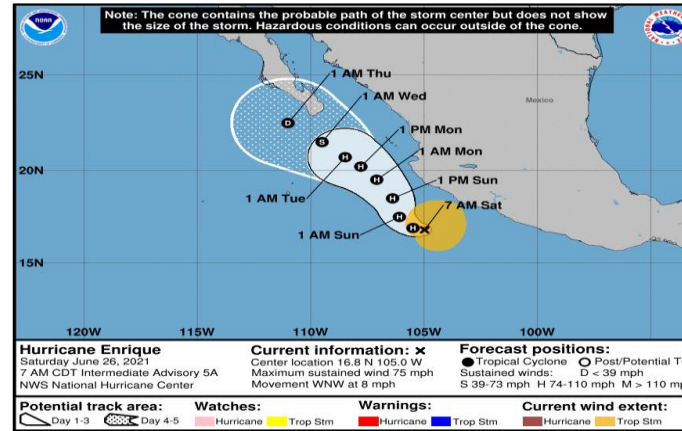 Note: The cone contains the probable path of the storm center but does not show
the size of the storm. Hazardous conditions can occur outside of the cone.
NOAA
25N
1 AM Thu
1 AM Wed
Mexico
D
S
1 PM Mon
20N
H
H
1 AM Mon
H
1 PM Sun
H
1 AM Tue
7 AM Sat
H
1 AM Sun
H
15N
120W
110W
105W
100W
Hurricane Enrique
Saturday June 26, 2021
7 AM CDT Intermediate Advisory 5A
NWS National Hurricane Center
Current information: x
Center location 16.8 N 105.0 W
Maximum sustained wind 75 mph
Movement WNW at 8 mph
Forecast positions:
Tropical Cyclone Post/Potential T
Sustained winds: D < 39 mph
S 39-73 mph H 74-110 mph M > 110 mp
Potential track area:
Day 1-3 Day 4-5
Watches:
Hurricane Trop Stm
Warnings:
Hurricane Trop Stm
Current wind extent:
Hurricane Trop Stm